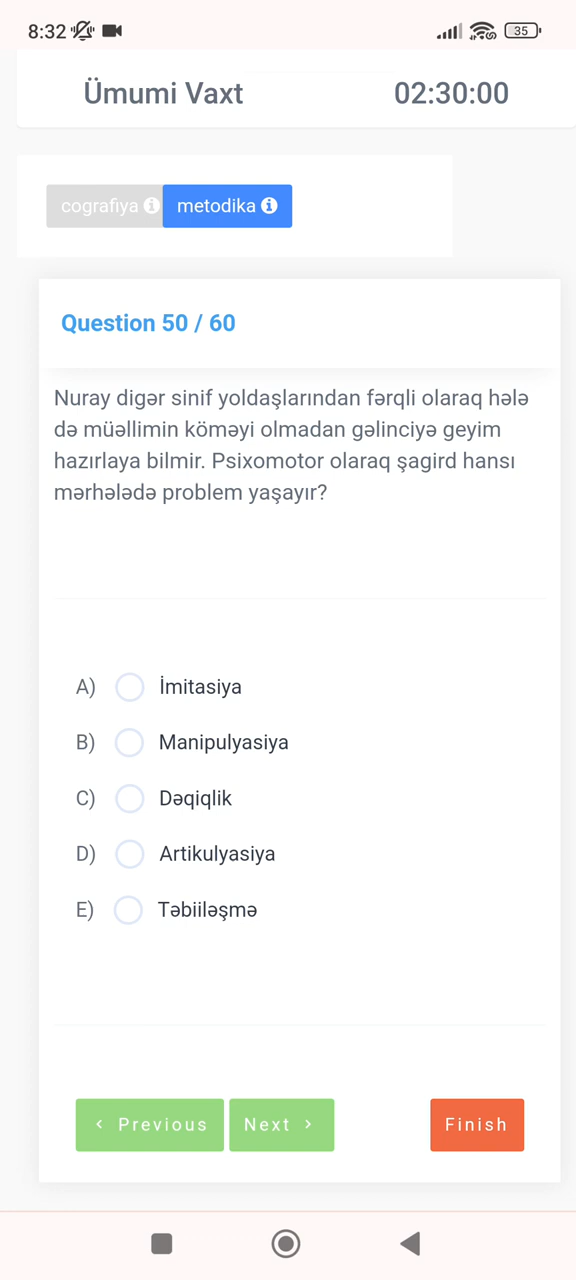 8:32
35
Ümumi Vaxt 02:30:00
cografiya metodika
Question 50 / 60
Nuray digər sinif yoldaşlarından fərqli olaraq hələ
də müəllimin köməyi olmadan gəlinciyə geyim
hazırlaya bilmir. Psixomotor olaraq şagird hansı
mərhələdə problem yaşayır?
A) İmitasiya
B) Manipulyasiya
C) Dəqiqlik
D) Artikulyasiya
E) Təbiiləşmə
‹ Previous Next › Finish